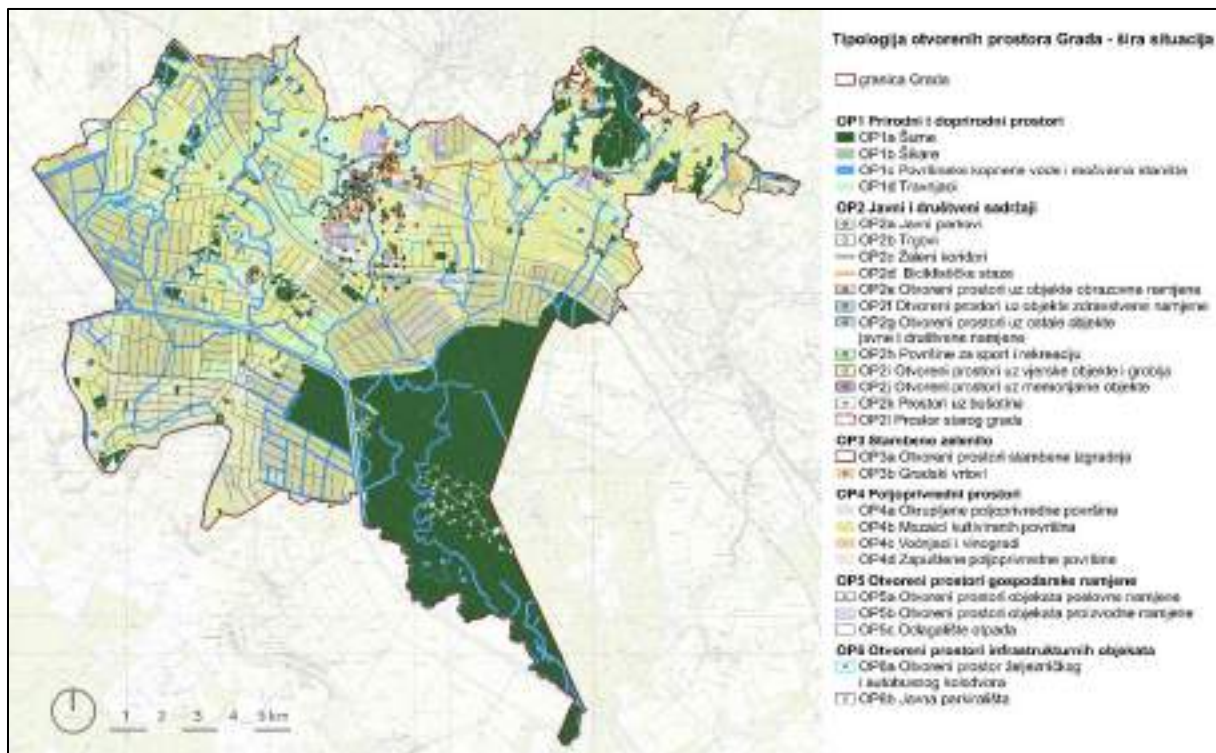 Tipologija otvorenih prostora Grada - šira situacija
granica Grada
OP1 Prirodni i doprirodni prostori
OP1a Šume
OP1b Šikare
OP1c Površinske kopnene vode i močvarna staništa
OP1d Travnjaci
OP2 Javni i društveni sadržaji
OP2a Javni parkovi
OP2b Trgovi
OP2c Zeleni koridori
OP2d Biciklističke staze
OP2e Otvoreni prostori uz objekte obrazovne namjene
OP2f Otvoreni prostori uz objekte zdravstvene namjene
OP2g Otvoreni prostori uz ostale objekte
javne i društvene namjene
OP2h Površine za sport i rekreaciju
OP2i Otvoreni prostori uz vjerske objekte i groblja
OP2j Otvoreni prostori uz memorijalne objekte
OP2k Prostori uz bušotine
OP2l Prostor starog grada
OP3 Stambeno zelenilo
OP3a Otvoreni prostori stambene izgradnje
OP3b Gradski vrtovi
OP4 Poljoprivredni prostori
OP4a Okrupljene poljoprivredne površine
OP4b Mozaici kultiviranih površina
OP4c Voćnjaci i vinogradi
OP4d Zapuštene poljoprivredne površine
OP5 Otvoreni prostori gospodarske namjene
OP5a Otvoreni prostori objekata poslovne namjene
OP5b Otvoreni prostori objekata proizvodne namjene
OP5c Odlagalište otpada
OP6 Otvoreni prostori infrastrukturnih objekata
OP6a Otvoreni prostor željezničkog
i autobusnog kolodvora
OP6b Javna parkirališta
1 2 3 4 5 km